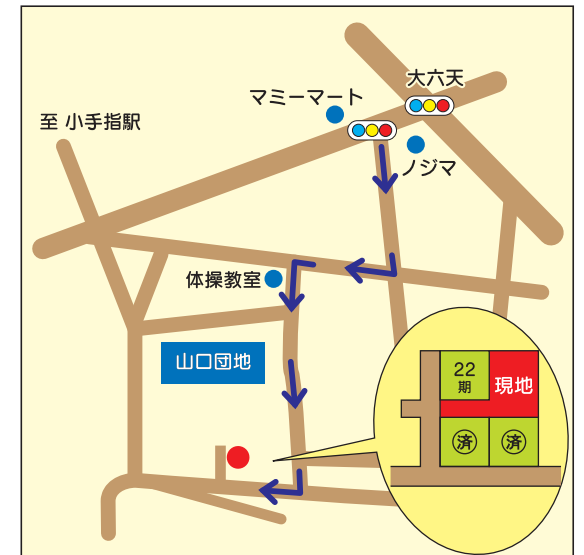 大六天
マミーマート
至 小手指駅
ノジマ
体操教室
山口団地
22
期
現地
済
済